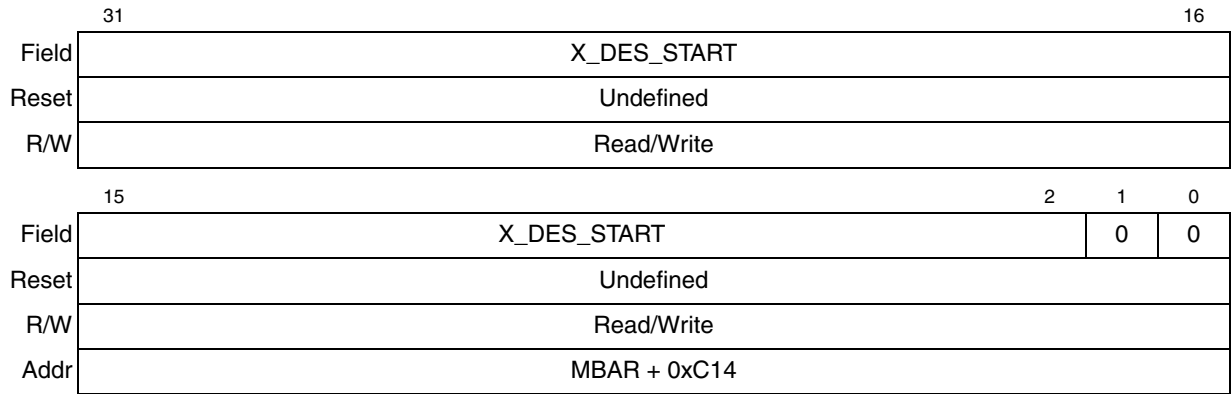 31 16
Field X_DES_START
Reset Undefined
R/W Read/Write
15 2 1 0
Field X_DES_START 0 0
Reset Undefined
R/W Read/Write
Addr MBAR + 0xC14